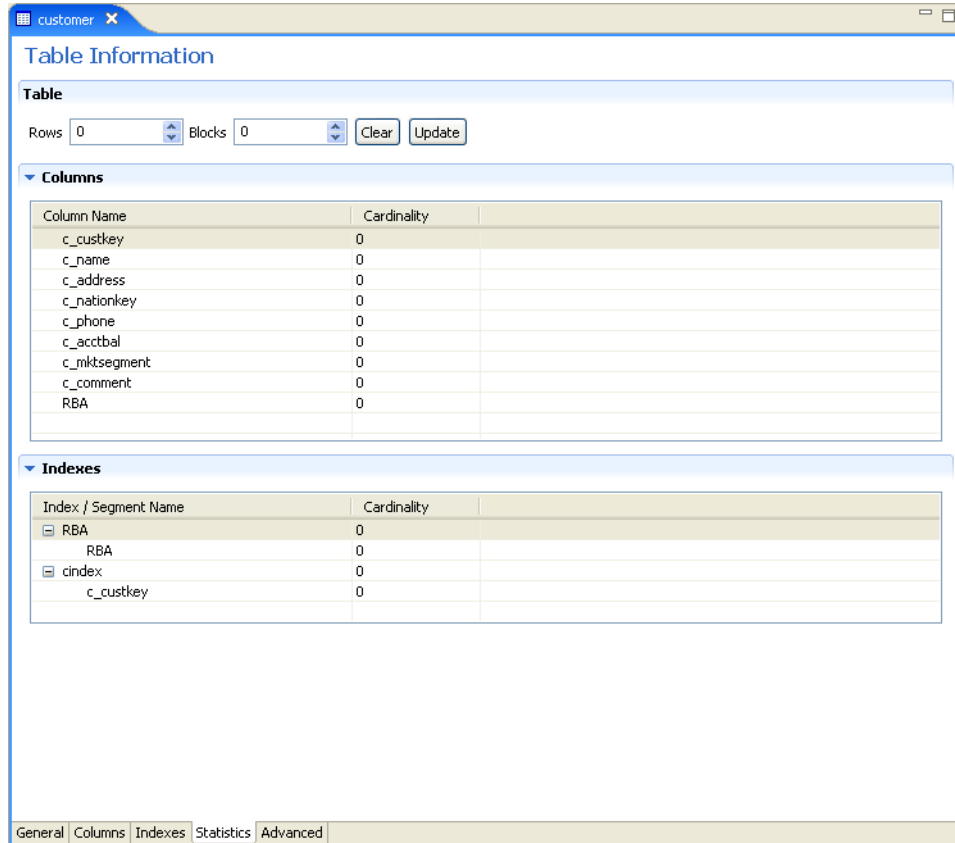 customer
Table Information
Table
Rows 0 Blocks 0 Clear Update
Columns
Column Name Cardinality
c_custkey 0
c_name 0
c_address 0
c_nationkey 0
c_phone 0
c_acctbal 0
c_mktsegment 0
c_comment 0
RBA 0
Indexes
Index / Segment Name Cardinality
RBA 0
RBA 0
cindex 0
c_custkey 0
General Columns Indexes Statistics Advanced